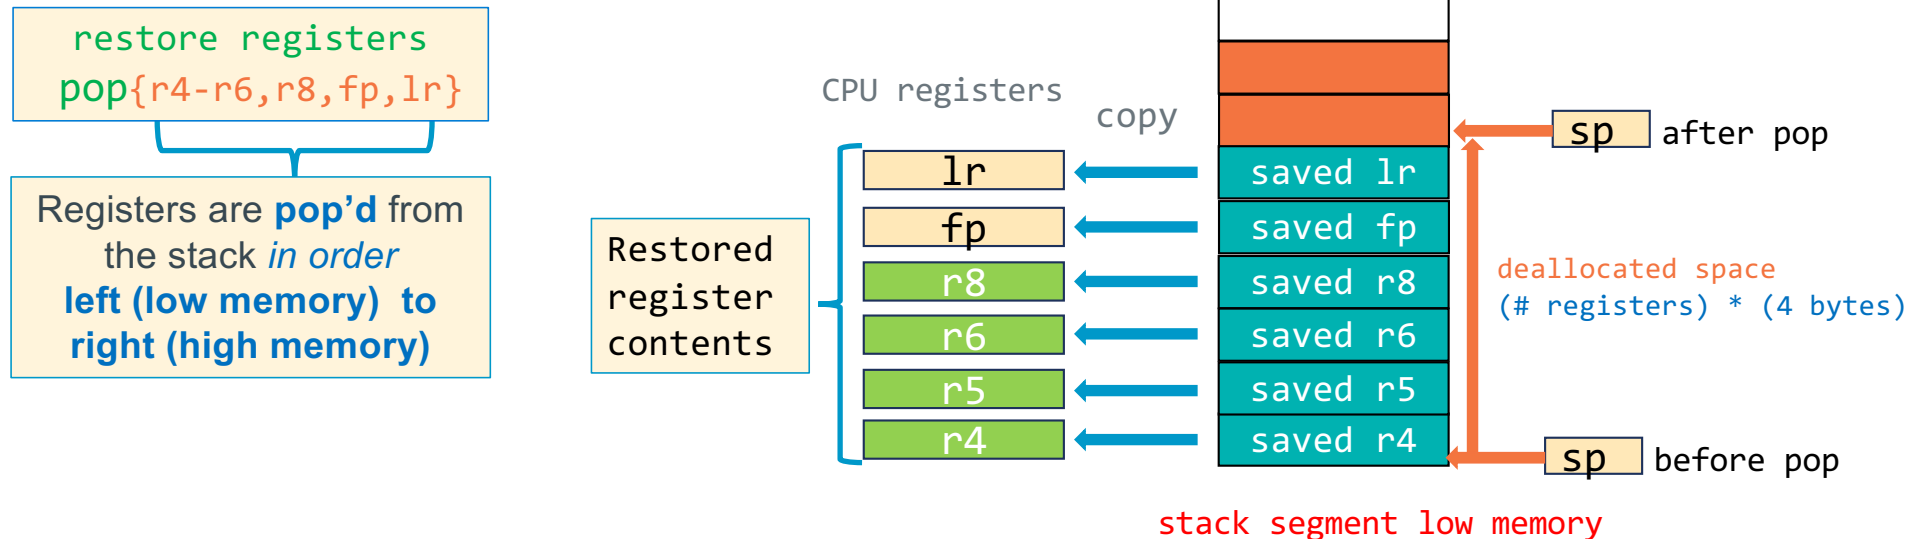 restore registers
pop{r4-r6,r8,fp,lr}
Registers are pop’d from
the stack in order
left (low memory) to
right (high memory)
CPU registers
copy
Restored
register
contents
lr
fp
r8
r6
r5
r4
saved lr
saved fp
saved r8
saved r6
saved r5
saved r4
sp after pop
deallocated space
(# registers) * (4 bytes)
sp before pop
stack segment low memory